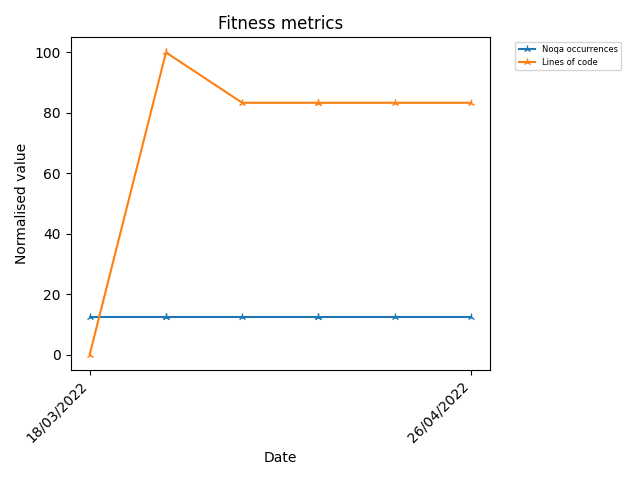 Fitness metrics
Noqa occurrences
Lines of code
Normalised value
100
80
60
40
20
0
18/03/2022
26/04/2022
Date